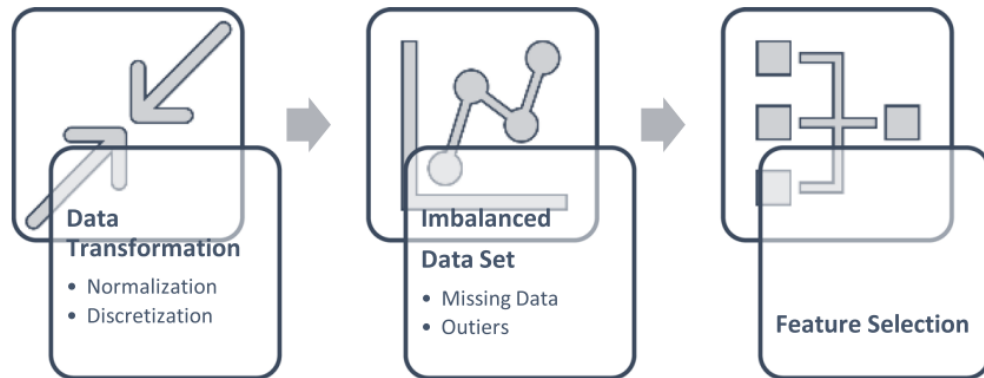 Data
Transformation
• Normalization
• Discretization
Imbalanced
Data Set
• Missing Data
• Outiers
Feature Selection